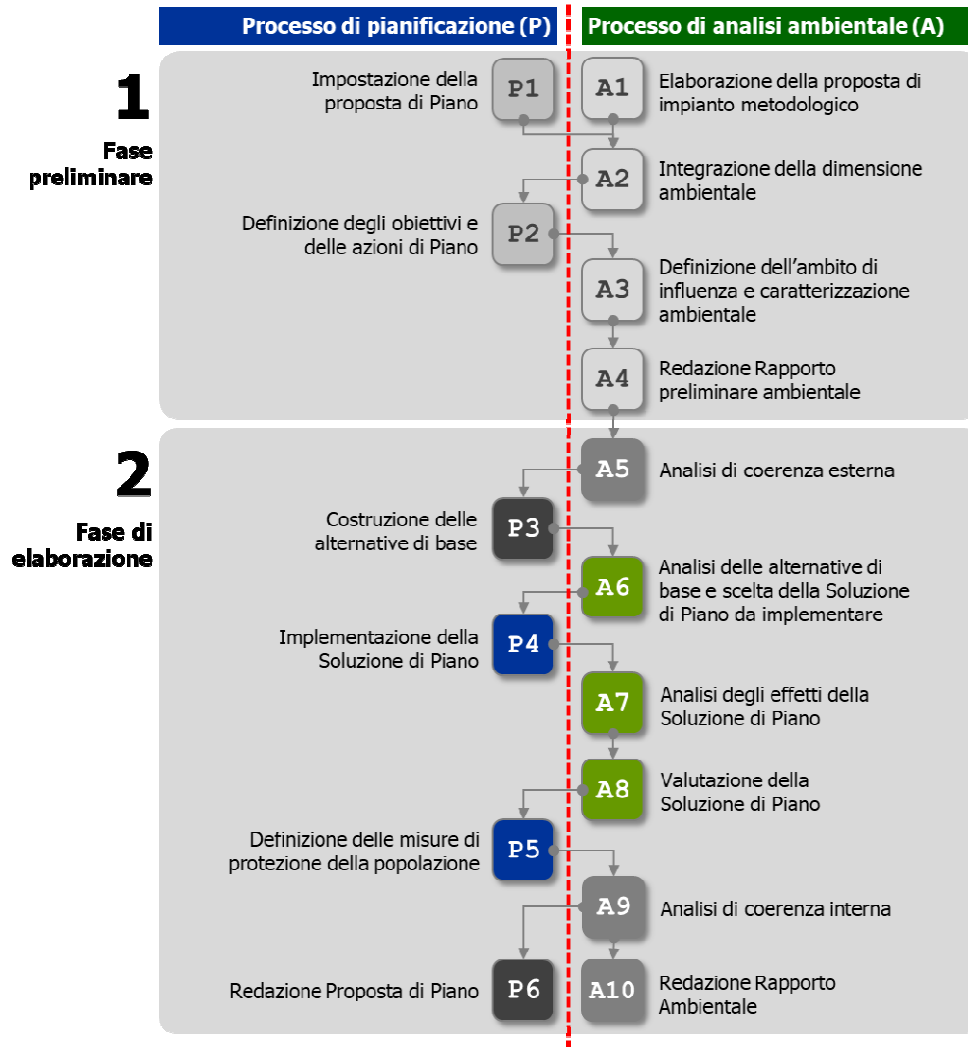 Processo di pianificazione (P)
Processo di analisi ambientale (A)
1
Fase
preliminare
Impostazione della
proposta di Piano
P1
A1
Elaborazione della proposta di
impianto metodologico
A2
Integrazione della dimensione
ambientale
Definizione degli obiettivi e
delle azioni di Piano
P2
A3
Definizione dell'ambito di
influenza e caratterizzazione
ambientale
A4
Redazione Rapporto
preliminare ambientale
2
Fase di
elaborazione
A5
Analisi di coerenza esterna
Costruzione delle
alternative di base
P3
A6
Analisi delle alternative di
base e scelta della Soluzione
di Piano da implementare
Implementazione della
Soluzione di Piano
P4
A7
Analisi degli effetti della
Soluzione di Piano
A8
Valutazione della
Soluzione di Piano
Definizione delle misure di
protezione della popolazione
P5
A9
Analisi di coerenza interna
Redazione Proposta di Piano
P6
A10
Redazione Rapporto
Ambientale